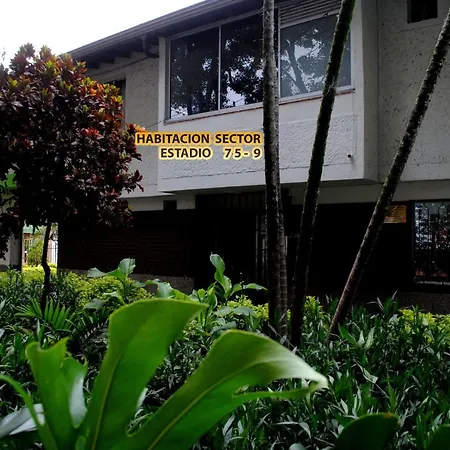 HABITACION SECTOR
ESTADIO 75-9